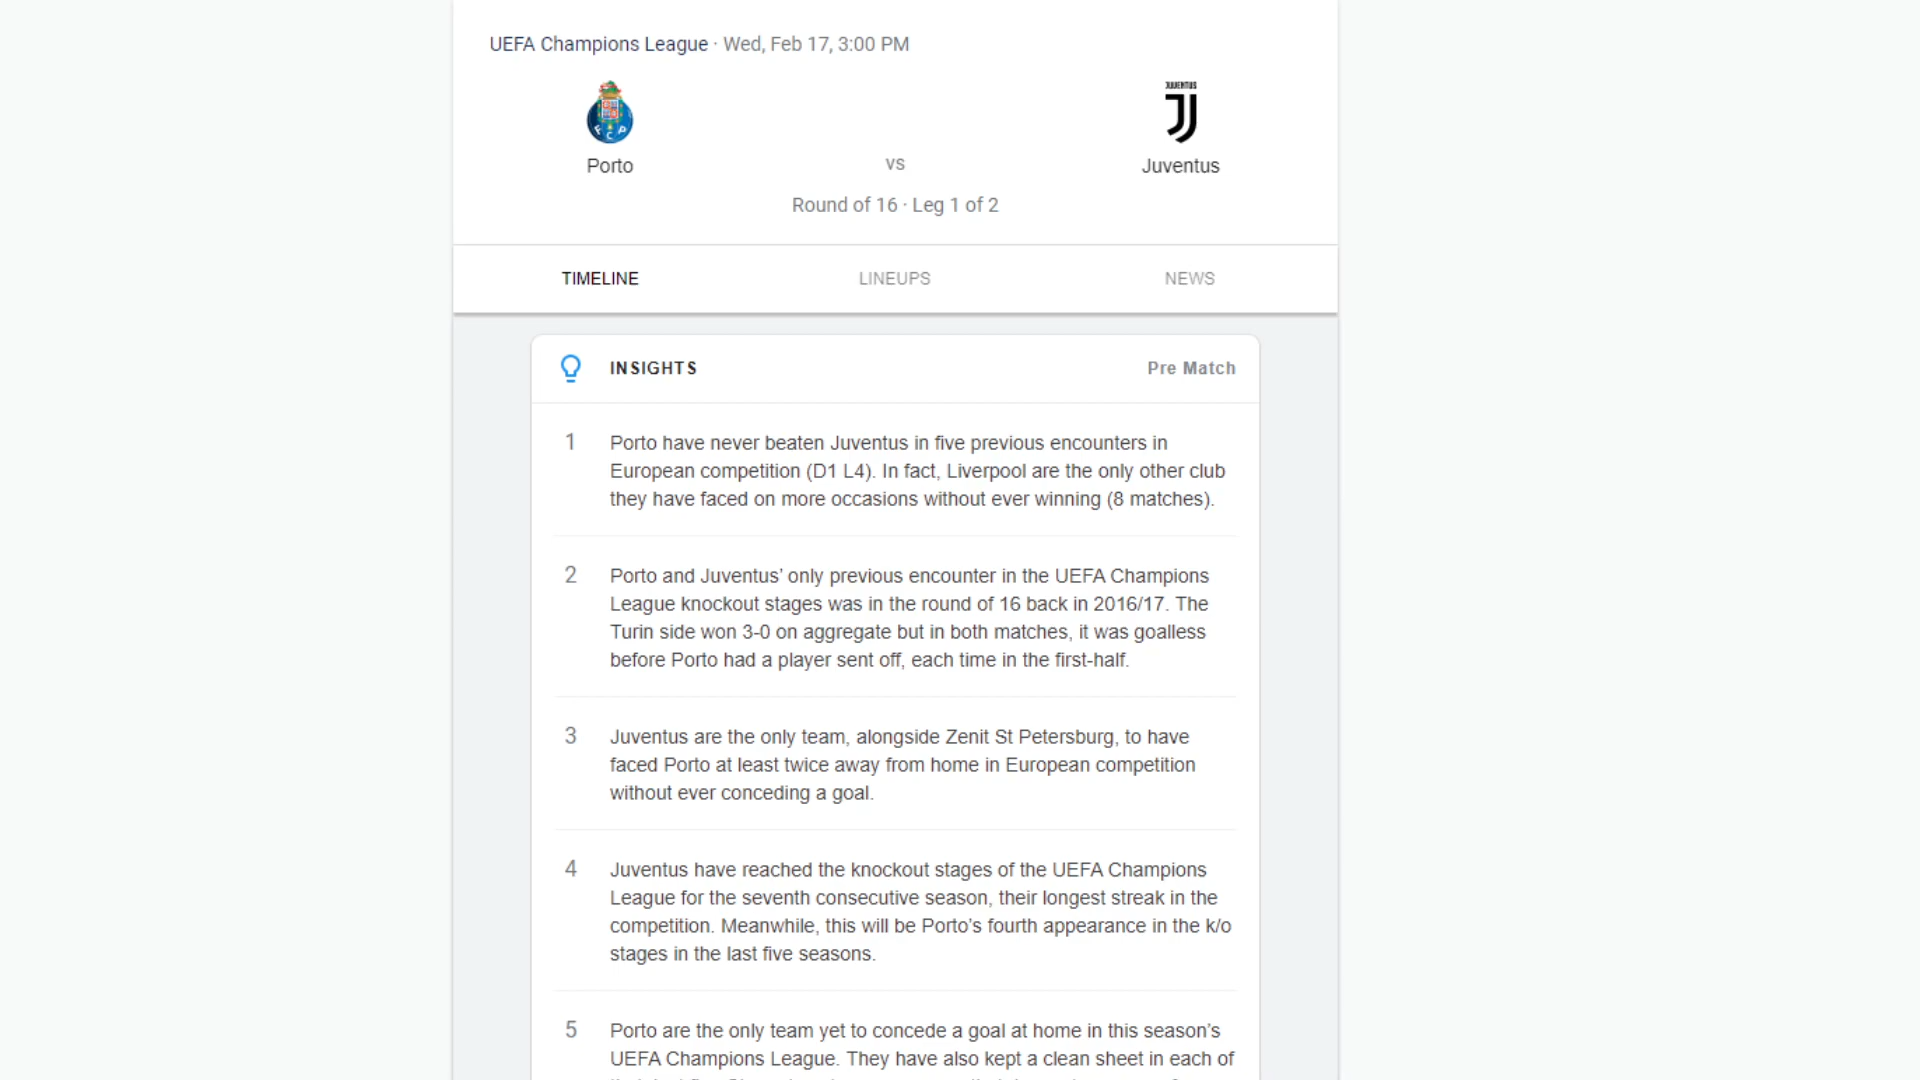 UEFA Champions League · Wed, Feb 17, 3:00 PM
JUVENTUS
FCP
Porto
vs
Juventus
Round of 16 · Leg 1 of 2
TIMELINE
LINEUPS
NEWS
INSIGHTS
Pre Match
1
Porto have never beaten Juventus in five previous encounters in
European competition (D1 L4). In fact, Liverpool are the only other club
they have faced on more occasions without ever winning (8 matches).
2
Porto and Juventus’ only previous encounter in the UEFA Champions
League knockout stages was in the round of 16 back in 2016/17. The
Turin side won 3-0 on aggregate but in both matches, it was goalless
before Porto had a player sent off, each time in the first-half.
3
Juventus are the only team, alongside Zenit St Petersburg, to have
faced Porto at least twice away from home in European competition
without ever conceding a goal.
4
Juventus have reached the knockout stages of the UEFA Champions
League for the seventh consecutive season, their longest streak in the
competition. Meanwhile, this will be Porto’s fourth appearance in the k/o
stages in the last five seasons.
5
Porto are the only team yet to concede a goal at home in this season’s
UEFA Champions League. They have also kept a clean sheet in each of